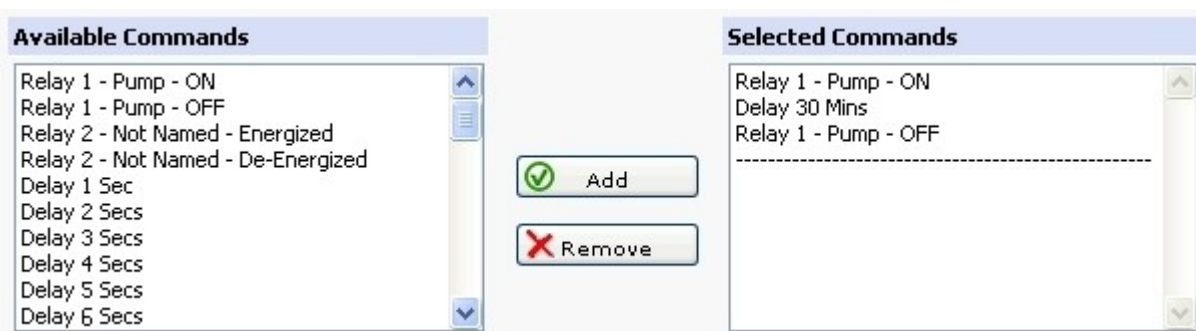 Available Commands
Relay 1 - Pump - ON
Relay 1 - Pump - OFF
Relay 2 - Not Named - Energized
Relay 2 - Not Named - De-Energized
Delay 1 Sec
Delay 2 Secs
Delay 3 Secs
Delay 4 Secs
Delay 5 Secs
Delay 6 Secs
Add
Remove
Selected Commands
Relay 1 - Pump - ON
Delay 30 Mins
Relay 1 - Pump - OFF
----------------------------------------------------